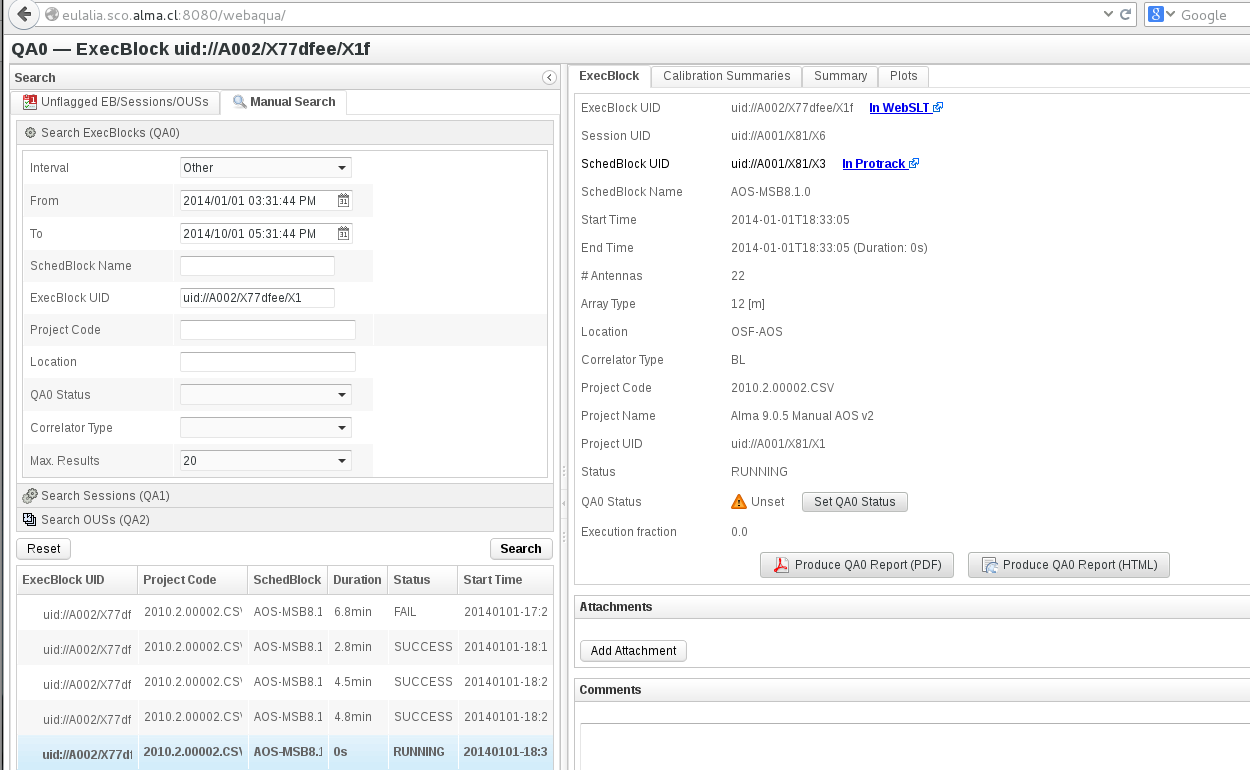 eulalia.sco.alma.cl:8080/webaqua/
Google
QA0 — ExecBlock uid://A002/X77dfee/X1f
Search
Unflagged EB/Sessions/OUSs
Manual Search
Search ExecBlocks (QA0)
Interval Other
From 2014/01/01 03:31:44 PM
To 2014/10/01 05:31:44 PM
SchedBlock Name
ExecBlock UID uid://A002/X77dfee/X1
Project Code
Location
QA0 Status
Correlator Type
Max. Results 20
Search Sessions (QA1)
Search OUSs (QA2)
Reset Search
ExecBlock UID Project Code SchedBlock Duration Status Start Time
uid://A002/X77df 2010.2.00002.CSV AOS-MSB8.1 6.8min FAIL 20140101-17:2
uid://A002/X77df 2010.2.00002.CSV AOS-MSB8.1 2.8min SUCCESS 20140101-18:1
uid://A002/X77df 2010.2.00002.CSV AOS-MSB8.1 4.5min SUCCESS 20140101-18:2
uid://A002/X77df 2010.2.00002.CSV AOS-MSB8.1 4.8min SUCCESS 20140101-18:2
uid://A002/X77df 2010.2.00002.CSV AOS-MSB8.1 0s RUNNING 20140101-18:3
ExecBlock Calibration Summaries Summary Plots
ExecBlock UID uid://A002/X77dfee/X1f In WebSLT
Session UID uid://A001/X81/X6
SchedBlock UID uid://A001/X81/X3 In Protrack
SchedBlock Name AOS-MSB8.1.0
Start Time 2014-01-01T18:33:05
End Time 2014-01-01T18:33:05 (Duration: 0s)
# Antennas 22
Array Type 12 [m]
Location OSF-AOS
Correlator Type BL
Project Code 2010.2.00002.CSV
Project Name Alma 9.0.5 Manual AOS v2
Project UID uid://A001/X81/X1
Status RUNNING
QA0 Status Unset Set QA0 Status
Execution fraction 0.0
Produce QA0 Report (PDF) Produce QA0 Report (HTML)
Attachments
Add Attachment
Comments